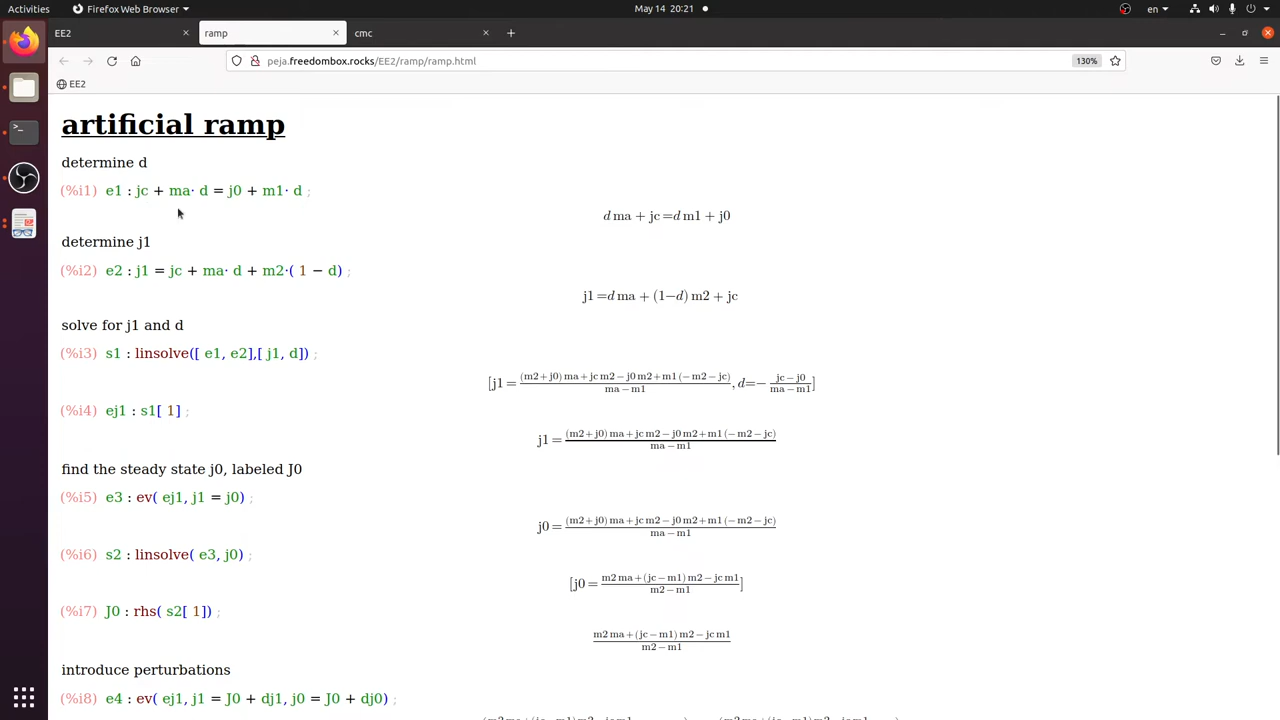 Activities Firefox Web Browser May 14 20:21 en
EE2 ramp cmc
peja.freedombox.rocks/EE2/ramp/ramp.html 130%
EE2
artificial ramp
determine d
(%i1) e1 : jc + ma· d = j0 + m1· d ;
d ma + jc =d m1 + j0
determine j1
(%i2) e2 : j1 = jc + ma· d + m2·( 1 − d) ;
j1 =d ma + (1−d) m2 + jc
solve for j1 and d
(%i3) s1 : linsolve([ e1, e2],[ j1, d]) ;
[j1 = (m2+j0) ma+jc m2−j0 m2+m1 (−m2−jc) / ma−m1 , d=− jc−j0 / ma−m1 ]
(%i4) ej1 : s1[ 1] ;
j1 = (m2+j0) ma+jc m2−j0 m2+m1 (−m2−jc) / ma−m1
find the steady state j0, labeled J0
(%i5) e3 : ev( ej1, j1 = j0) ;
j0 = (m2+j0) ma+jc m2−j0 m2+m1 (−m2−jc) / ma−m1
(%i6) s2 : linsolve( e3, j0) ;
[j0 = m2 ma+(jc−m1) m2−jc m1 / m2−m1 ]
(%i7) J0 : rhs( s2[ 1]) ;
m2 ma+(jc−m1) m2−jc m1 / m2−m1
introduce perturbations
(%i8) e4 : ev( ej1, j1 = J0 + dj1, j0 = J0 + dj0) ;